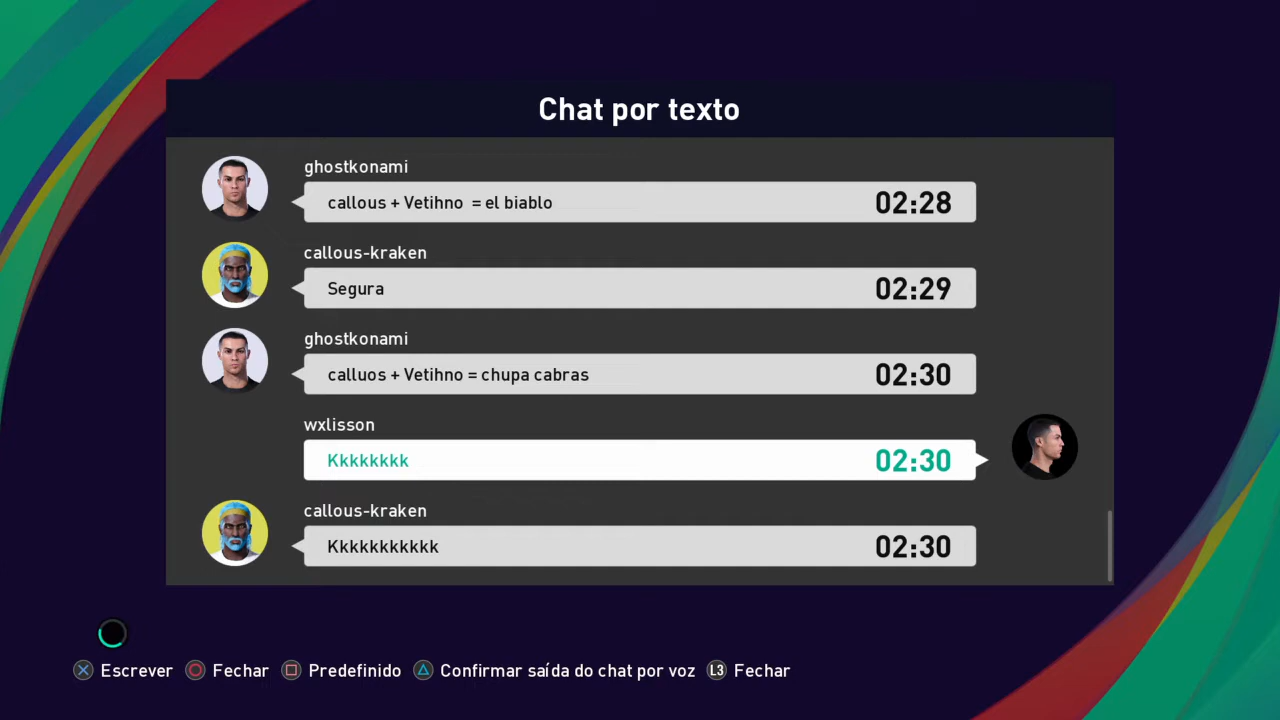 Chat por texto
ghostkonami
callous + Vetihno = el biablo 02:28
callous-kraken
Segura 02:29
ghostkonami
calluos + Vetihno = chupa cabras 02:30
wxlisson
Kkkkkkkk 02:30
callous-kraken
Kkkkkkkkkkk 02:30
Escrever Fechar Predefinido Confirmar saída do chat por voz L3 Fechar